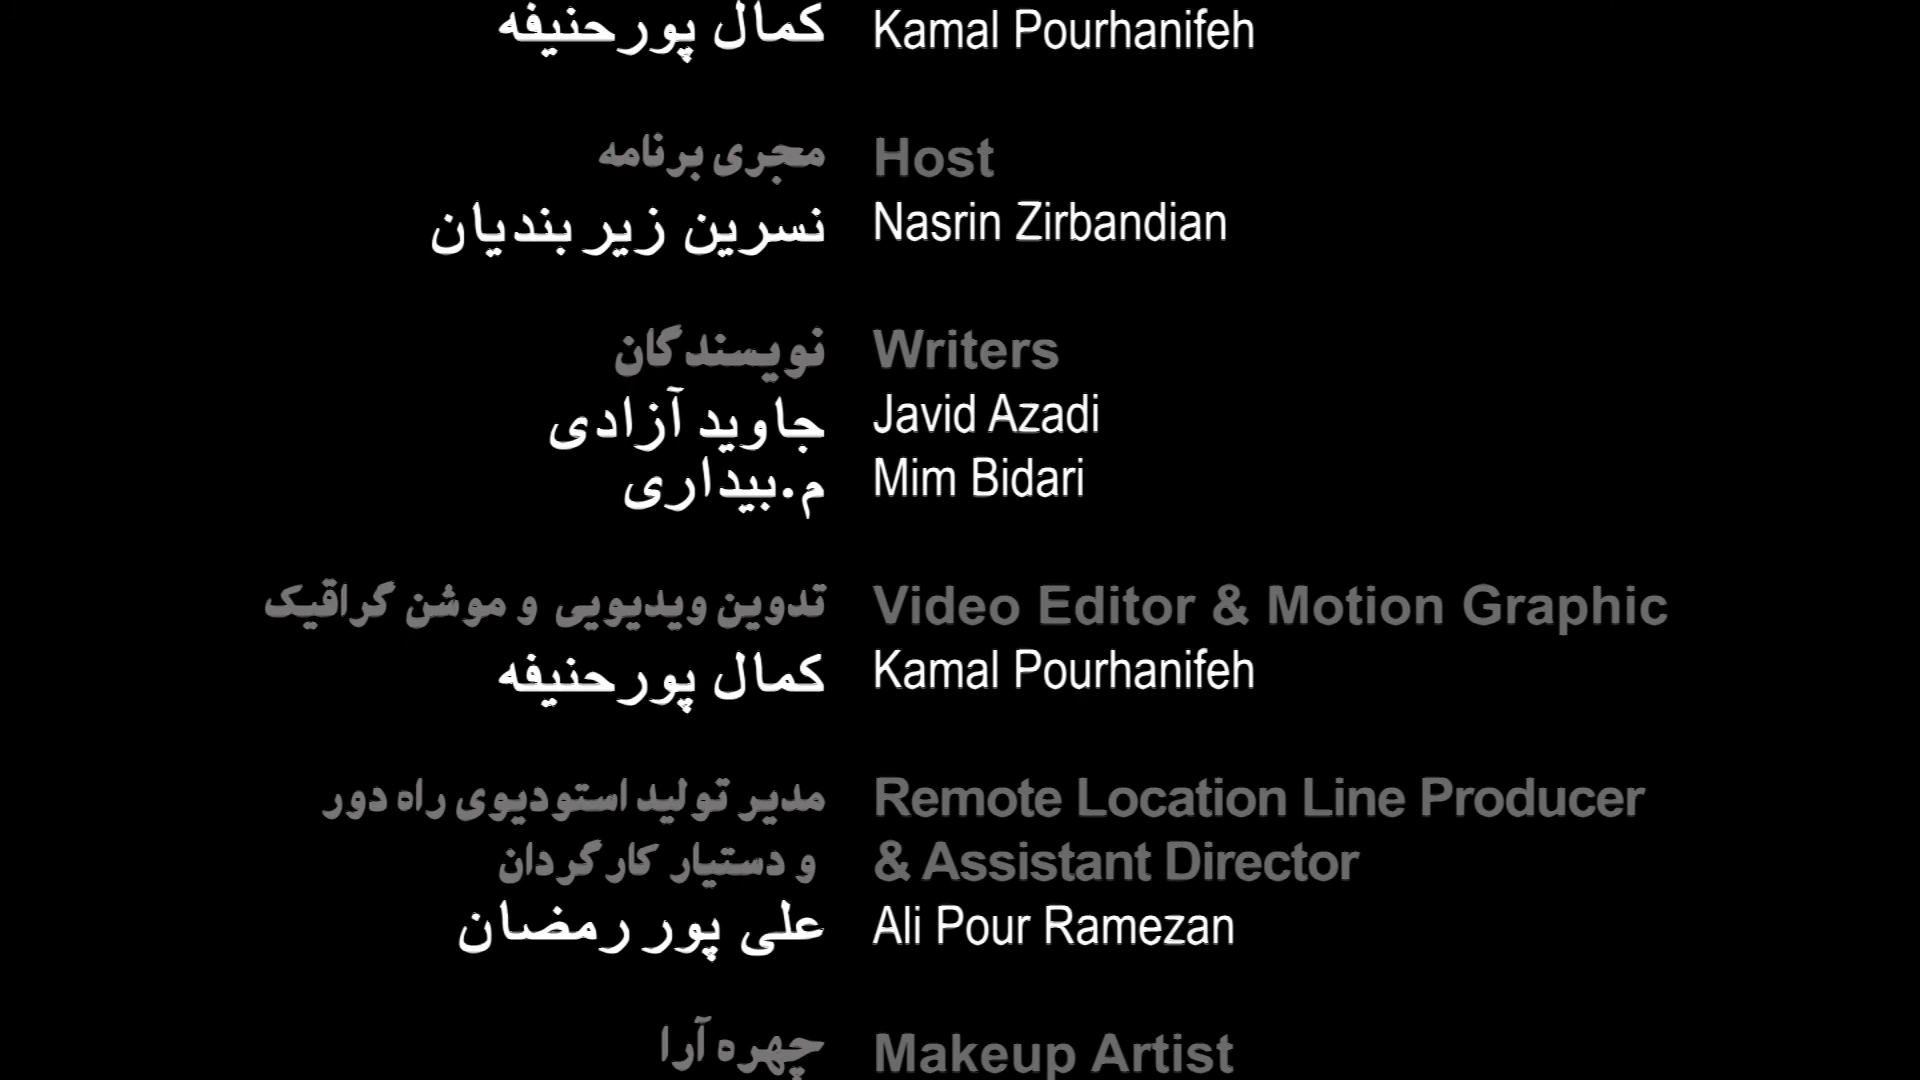 کمال پورحنیفه Kamal Pourhanifeh
مجری برنامه Host
نسرین زیر بندیان Nasrin Zirbandian
نویسندگان Writers
جاوید آزادی Javid Azadi
م.بیداری Mim Bidari
تدوین ویدیویی و موشن گراقیک Video Editor & Motion Graphic
کمال پورحنیفه Kamal Pourhanifeh
مدیر تولید استودیوی راه دور Remote Location Line Producer
و دستیار کارگردان & Assistant Director
علی پور رمضان Ali Pour Ramezan
چهره آرا Makeup Artist